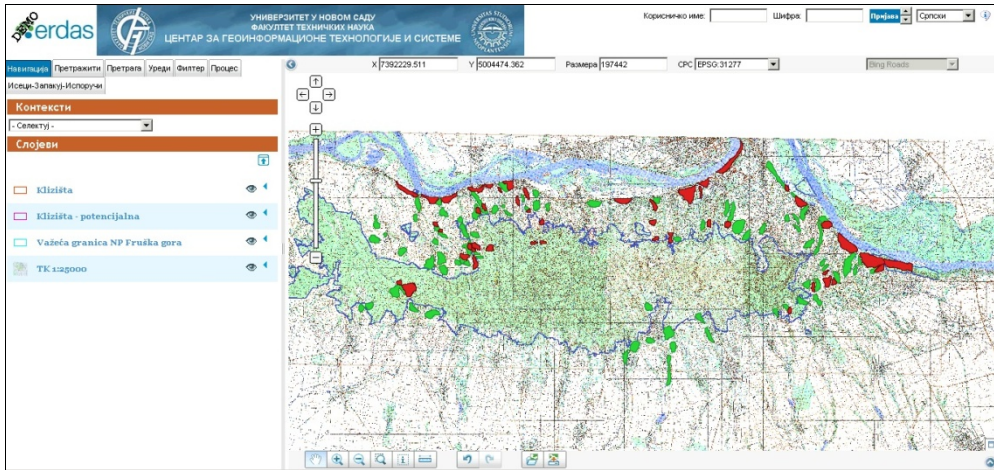 DEMO
erdas
УНИВЕРЗИТЕТ У НОВОМ САДУ
ФАКУЛТЕТ ТЕХНИЧКИХ НАУКА
ЦЕНТАР ЗА ГЕОИНФОРМАЦИОНЕ ТЕХНОЛОГИЈЕ И СИСТЕМЕ
Корисничко име: Шифра: Пријава Српски
Навигација Претражити Претрага Уреди Филтер Процес
Исеци-Запакуј-Испоручи
X 7392229.511 Y 5004474.362 Размера 197442 СРС EPSG:31277 Bing Roads
Контексти
- Селектуј -
Слојеви
Klizišta
Klizišta - potencijalna
Važeća granica NP Fruška gora
TK 1:25000